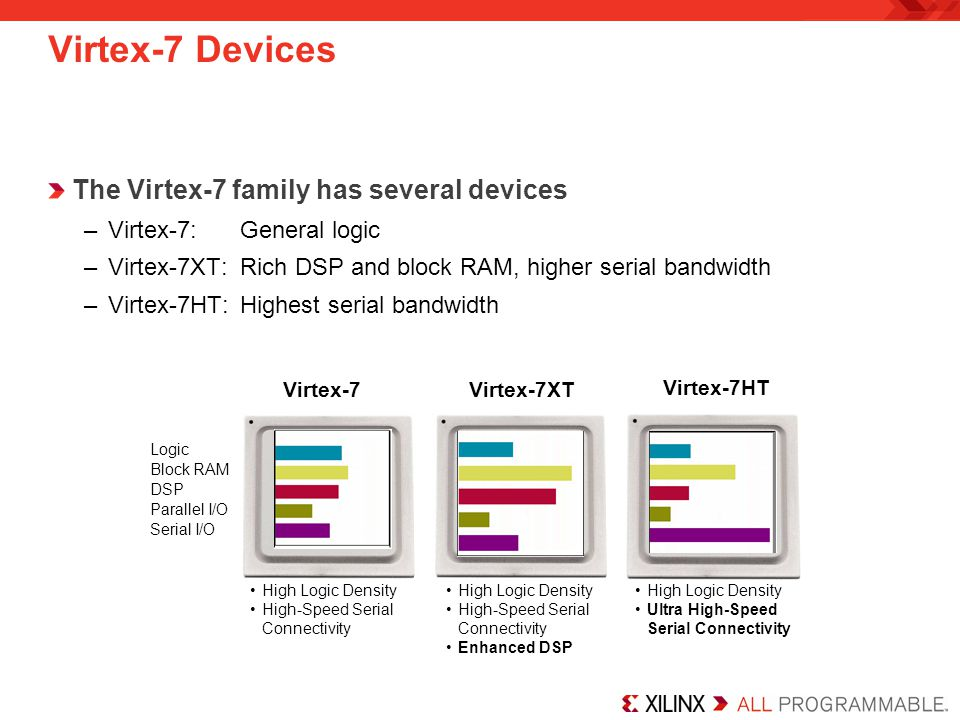 Virtex-7 Devices
The Virtex-7 family has several devices
– Virtex-7: General logic
– Virtex-7XT: Rich DSP and block RAM, higher serial bandwidth
– Virtex-7HT: Highest serial bandwidth
Virtex-7
Virtex-7XT
Virtex-7HT
Logic
Block RAM
DSP
Parallel I/O
Serial I/O
• High Logic Density
• High-Speed Serial
Connectivity
• High Logic Density
• High-Speed Serial
Connectivity
• Enhanced DSP
• High Logic Density
• Ultra High-Speed
Serial Connectivity
XILINX ALL PROGRAMMABLE™